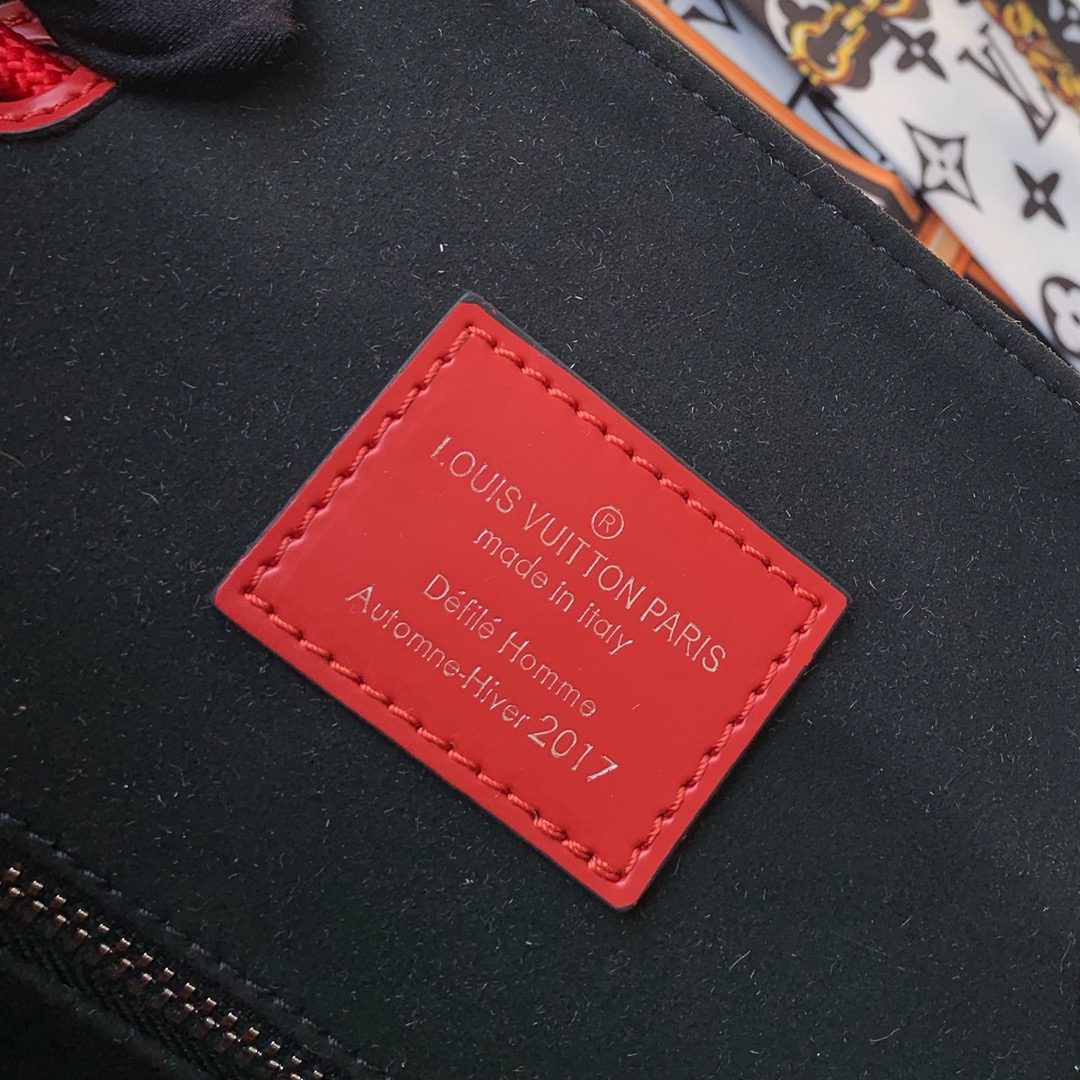 ®
LOUIS VUITTON PARIS
made in italy
Défilé Homme
Automne-Hiver 2017